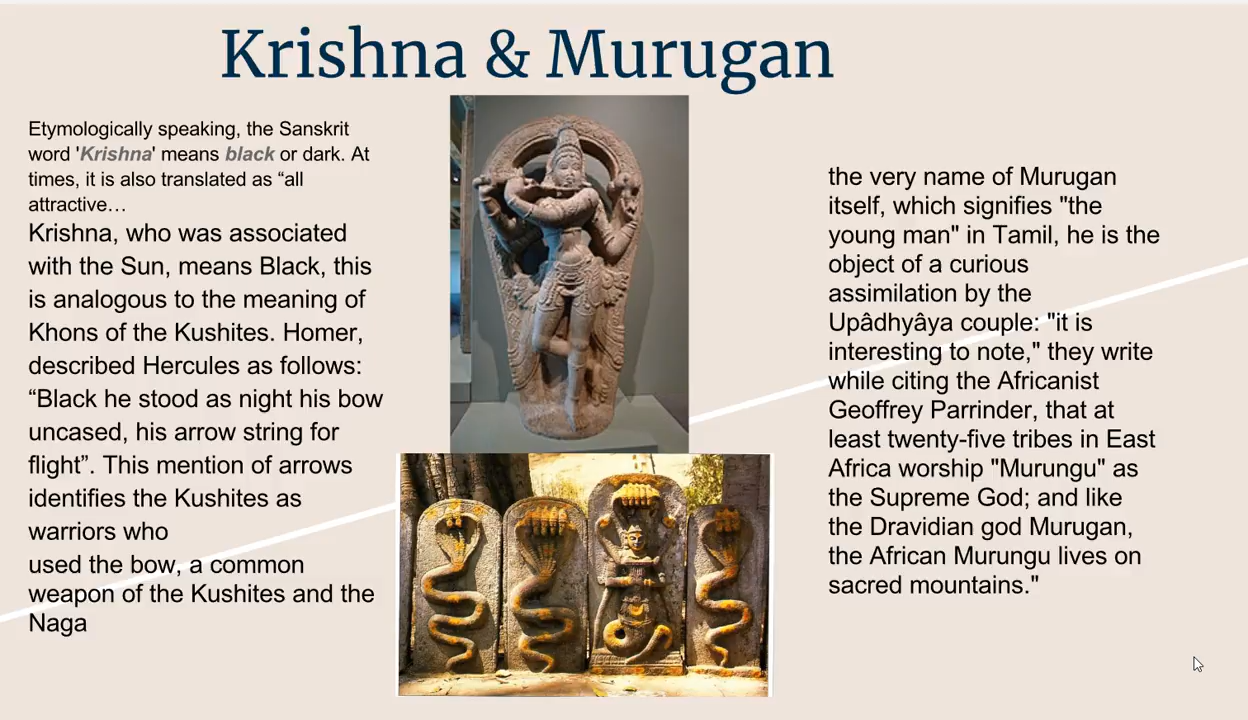 Krishna & Murugan
Etymologically speaking, the Sanskrit
word 'Krishna' means black or dark. At
times, it is also translated as “all
attractive…
Krishna, who was associated
with the Sun, means Black, this
is analogous to the meaning of
Khons of the Kushites. Homer,
described Hercules as follows:
“Black he stood as night his bow
uncased, his arrow string for
flight”. This mention of arrows
identifies the Kushites as
warriors who
used the bow, a common
weapon of the Kushites and the
Naga
the very name of Murugan
itself, which signifies "the
young man" in Tamil, he is the
object of a curious
assimilation by the
Upâdhyâya couple: "it is
interesting to note," they write
while citing the Africanist
Geoffrey Parrinder, that at
least twenty-five tribes in East
Africa worship "Murungu" as
the Supreme God; and like
the Dravidian god Murugan,
the African Murungu lives on
sacred mountains."